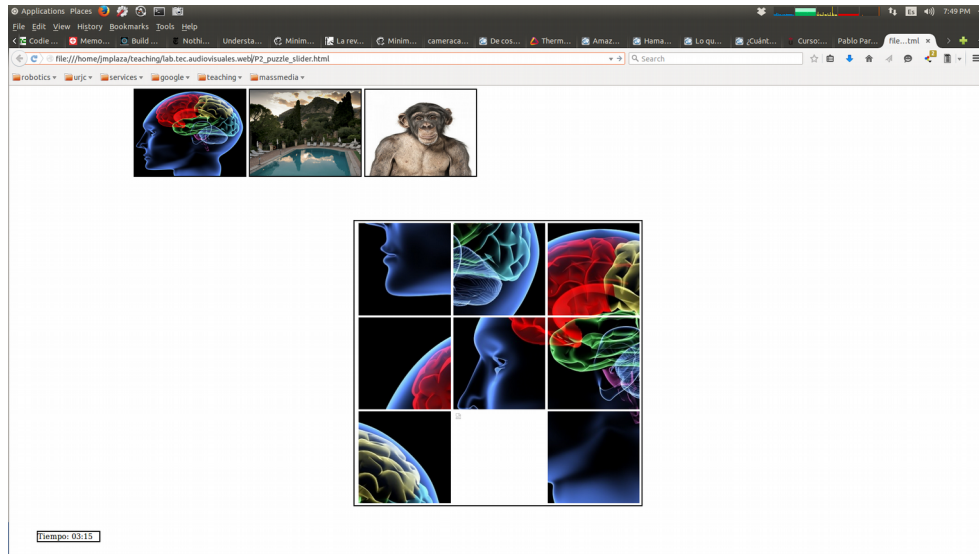 Applications Places Es 7:49 PM
File Edit View History Bookmarks Tools Help
Codie ... Memo... Build ... Nothi... Understa... Minim... La rev... Minim... cameraca... De cos... Therm... Amaz... Hama... Lo qu... ¿Cuánt... Curso:... Pablo Par... file...tml
file:///home/jmplaza/teaching/lab.tec.audiovisuales.web/P2_puzzle_slider.html Search 2
robotics urjc services google teaching massmedia
Tiempo: 03:15